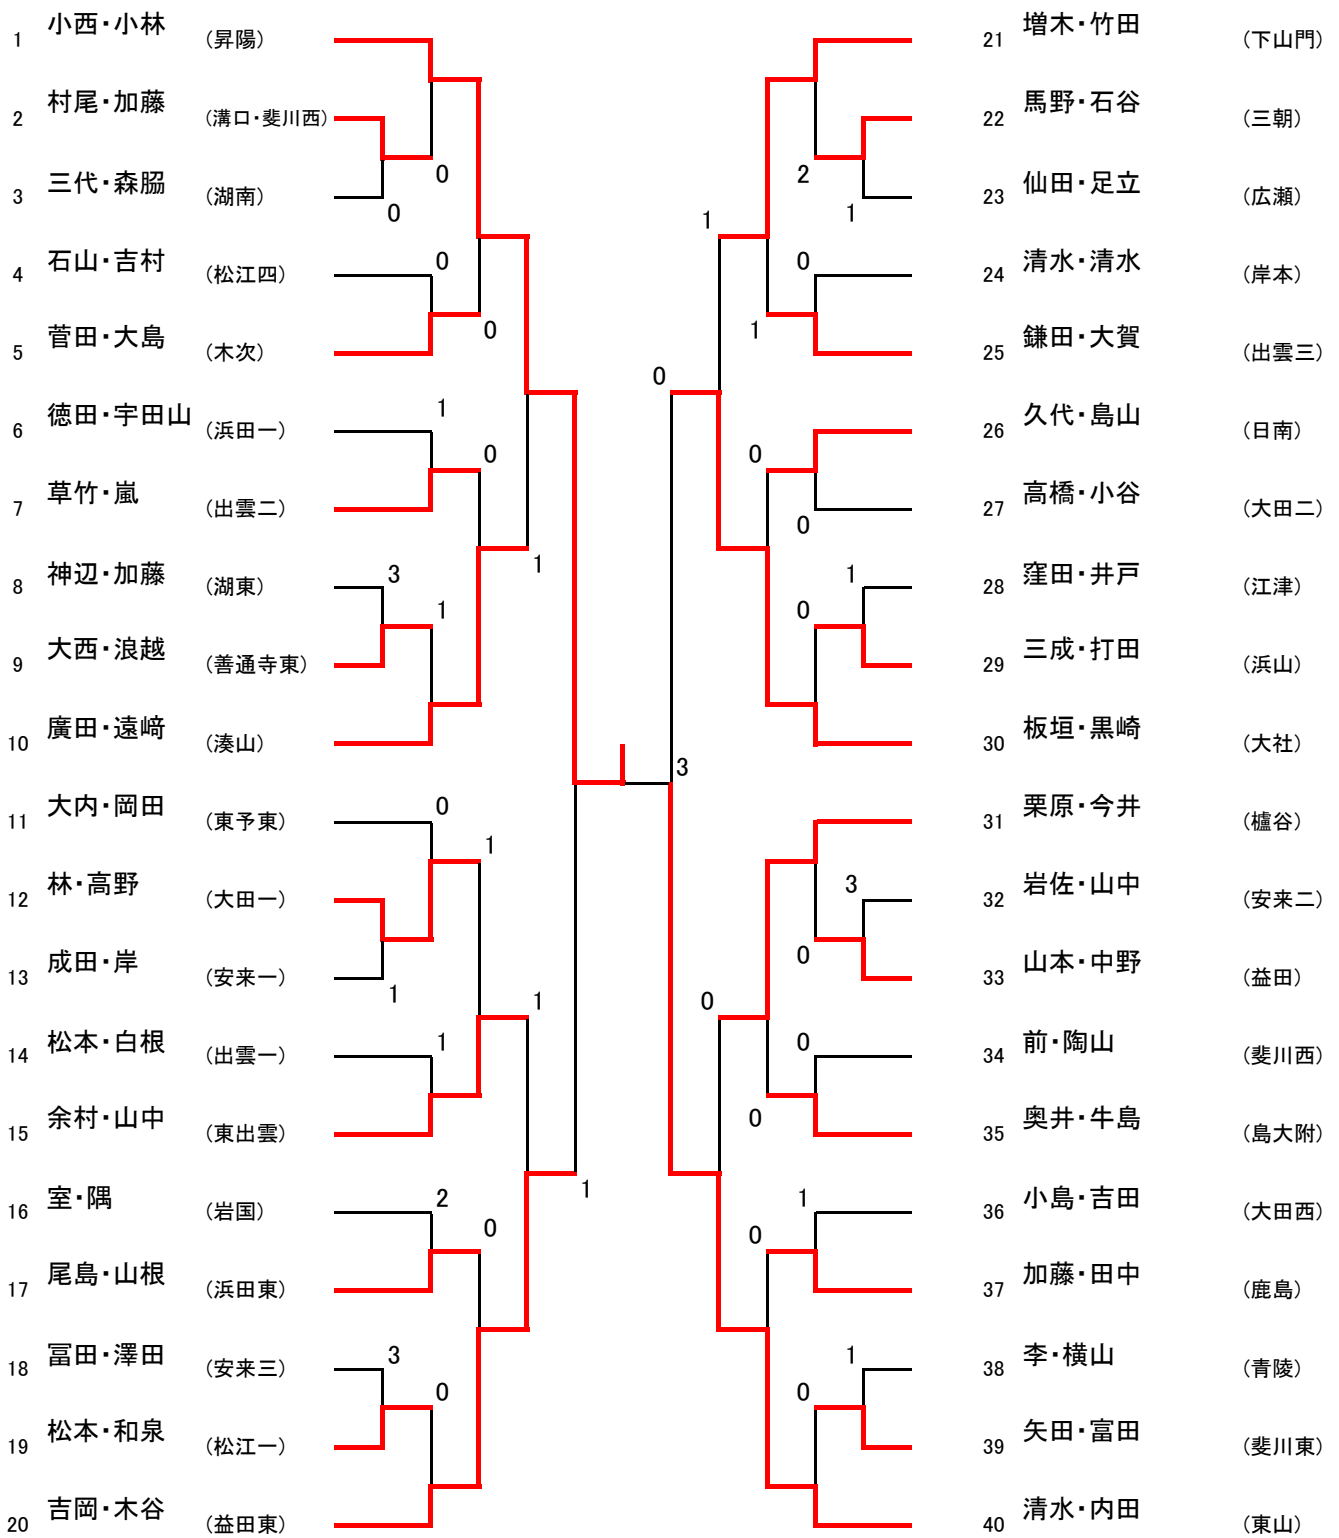 1 小西・小林 (昇陽)
2 村尾・加藤 (溝口・斐川西)
0
3 三代・森脇 (湖南)
0
4 石山・吉村 (松江四)
0
5 菅田・大島 (木次)
0
6 徳田・宇田山 (浜田一)
1
7 草竹・嵐 (出雲二)
0
8 神辺・加藤 (湖東)
3
1
1
9 大西・浪越 (善通寺東)
10 廣田・遠﨑 (湊山)
11 大内・岡田 (東予東)
0
1
12 林・高野 (大田一)
13 成田・岸 (安来一)
1
1
14 松本・白根 (出雲一)
1
15 余村・山中 (東出雲)
16 室・隅 (岩国)
2
1
0
17 尾島・山根 (浜田東)
18 冨田・澤田 (安来三)
3
0
19 松本・和泉 (松江一)
20 吉岡・木谷 (益田東)
21 増木・竹田 (下山門)
22 馬野・石谷 (三朝)
2
23 仙田・足立 (広瀬)
1
1
24 清水・清水 (岸本)
0
25 鎌田・大賀 (出雲三)
1
0
26 久代・島山 (日南)
0
27 高橋・小谷 (大田二)
0
28 窪田・井戸 (江津)
1
0
29 三成・打田 (浜山)
30 板垣・黒崎 (大社)
3
31 栗原・今井 (櫨谷)
32 岩佐・山中 (安来二)
3
0
33 山本・中野 (益田)
0
34 前・陶山 (斐川西)
0
35 奥井・牛島 (島大附)
0
36 小島・吉田 (大田西)
1
0
37 加藤・田中 (鹿島)
38 李・横山 (青陵)
1
0
39 矢田・富田 (斐川東)
40 清水・内田 (東山)